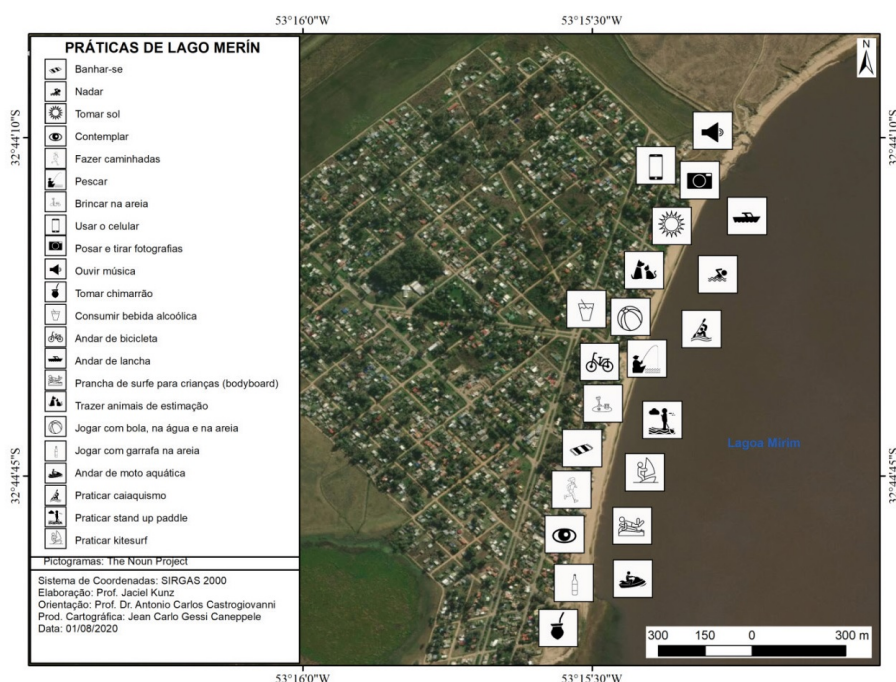 53°16'0"W
53°15'30"W
PRÁTICAS DE LAGO MERÍN
Banhar-se
Nadar
Tomar sol
Contemplar
Fazer caminhadas
Pescar
Brincar na areia
Usar o celular
Posar e tirar fotografias
Ouvir música
Tomar chimarrão
Consumir bebida alcoólica
Andar de bicicleta
Andar de lancha
Prancha de surfe para crianças (bodyboard)
Trazer animais de estimação
Jogar com bola, na água e na areia
Jogar com garrafa na areia
Andar de moto aquática
Praticar caiaquismo
Praticar stand up paddle
Praticar kitesurf
Pictogramas: The Noun Project
Sistema de Coordenadas: SIRGAS 2000
Elaboração: Prof. Jaciel Kunz
Orientação: Prof. Dr. Antonio Carlos Castrogiovanni
Prod. Cartográfica: Jean Carlo Gessi Caneppele
Data: 01/08/2020
N
32°44'10"S
32°44'10"S
Lagoa Mirim
32°44'45"S
32°44'45"S
300 150 0 300 m
53°16'0"W
53°15'30"W